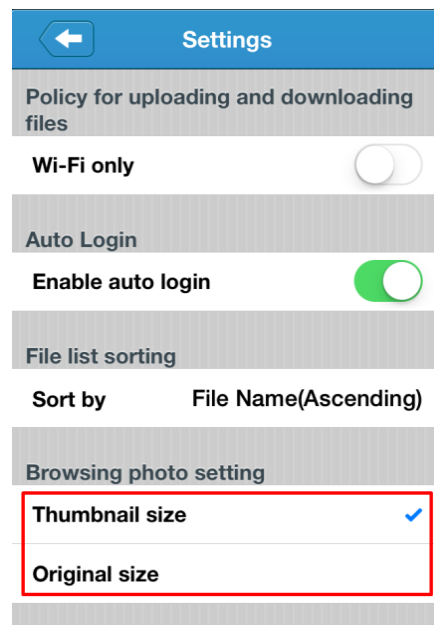 Settings
Policy for uploading and downloading
files
Wi-Fi only
Auto Login
Enable auto login
File list sorting
Sort by File Name(Ascending)
Browsing photo setting
Thumbnail size
Original size